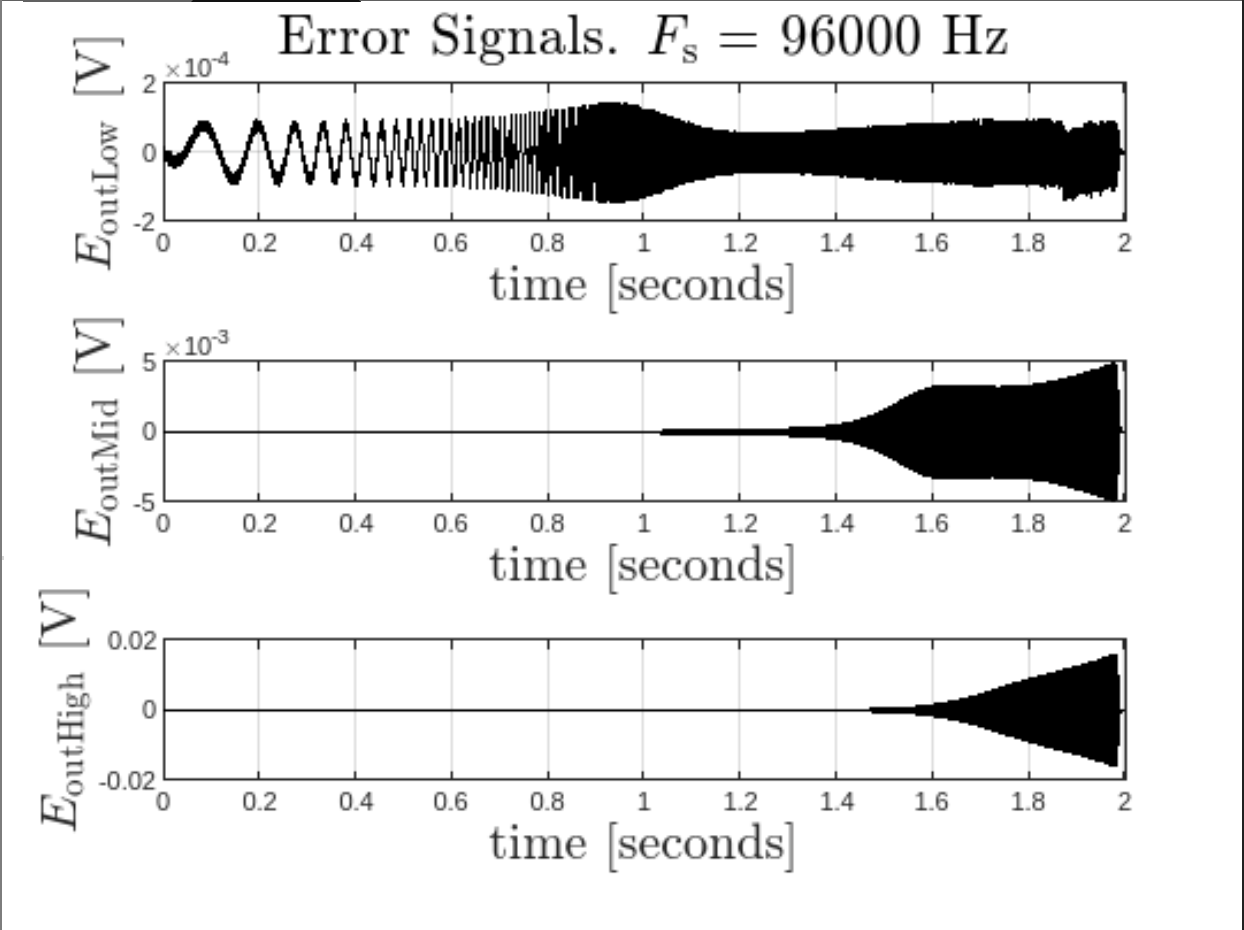 Error Signals. Fs = 96000 Hz
×10-4
EoutLow [V]
2
0
-2
0 0.2 0.4 0.6 0.8 1 1.2 1.4 1.6 1.8 2
time [seconds]
×10-3
EoutMid [V]
5
0
-5
0 0.2 0.4 0.6 0.8 1 1.2 1.4 1.6 1.8 2
time [seconds]
EoutHigh [V]
0.02
0
-0.02
0 0.2 0.4 0.6 0.8 1 1.2 1.4 1.6 1.8 2
time [seconds]